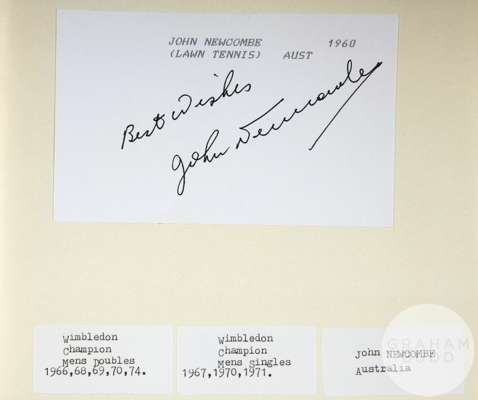 JOHN NEWCOMBE 1960
(LAWN TENNIS) AUST
Best Wishes
John Newcombe
Wimbledon
Champion
Mens Doubles
1966,68,69,70,74.
Wimbledon
Champion
Mens Singles
1967,1970,1971.
john NEWCOMBE
Australia
GRAHAM
BUDD